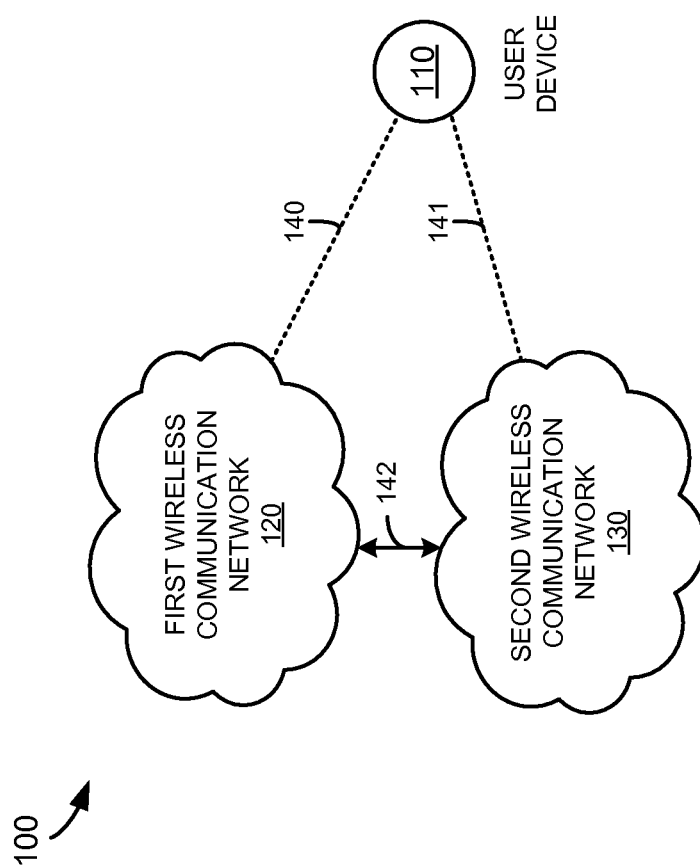 100
FIRST WIRELESS
COMMUNICATION
NETWORK
120
142
SECOND WIRELESS
COMMUNICATION
NETWORK
130
140
141
110
USER
DEVICE